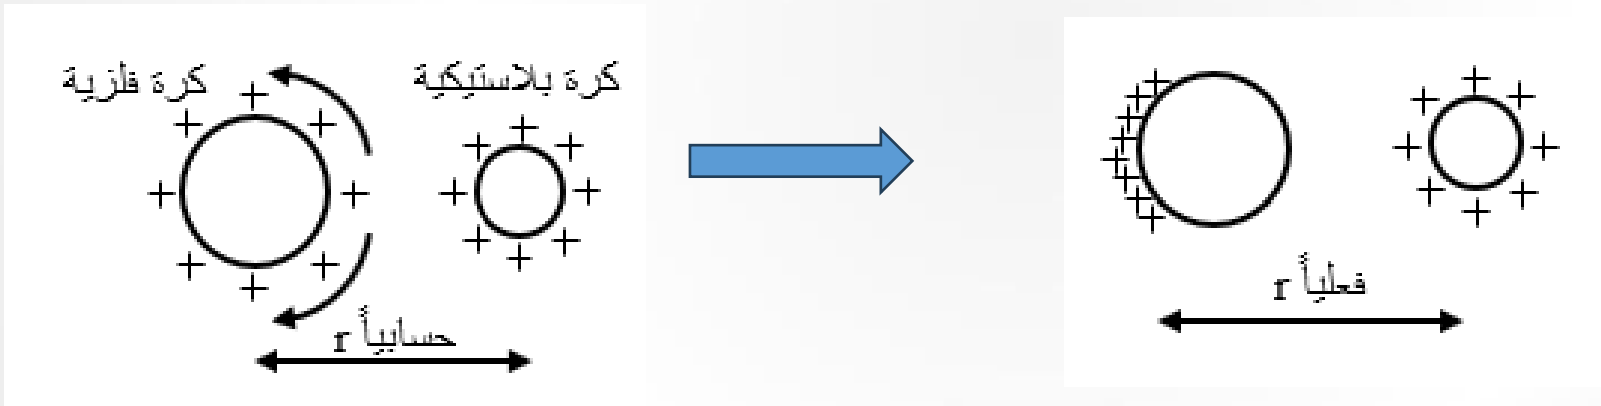 كرة فلزية
كرة بلاستيكية
حسابياً r
فعلياً r